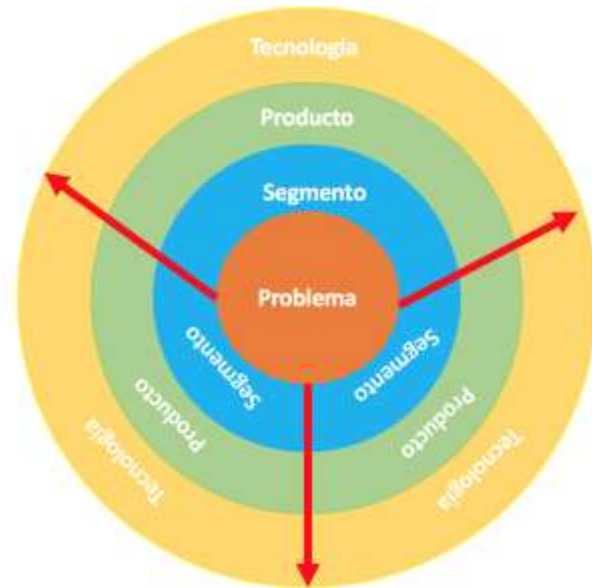 Tecnología
Producto
Segmento
Problema
Segmento
Segmento
Producto
Producto
Tecnología
Tecnología